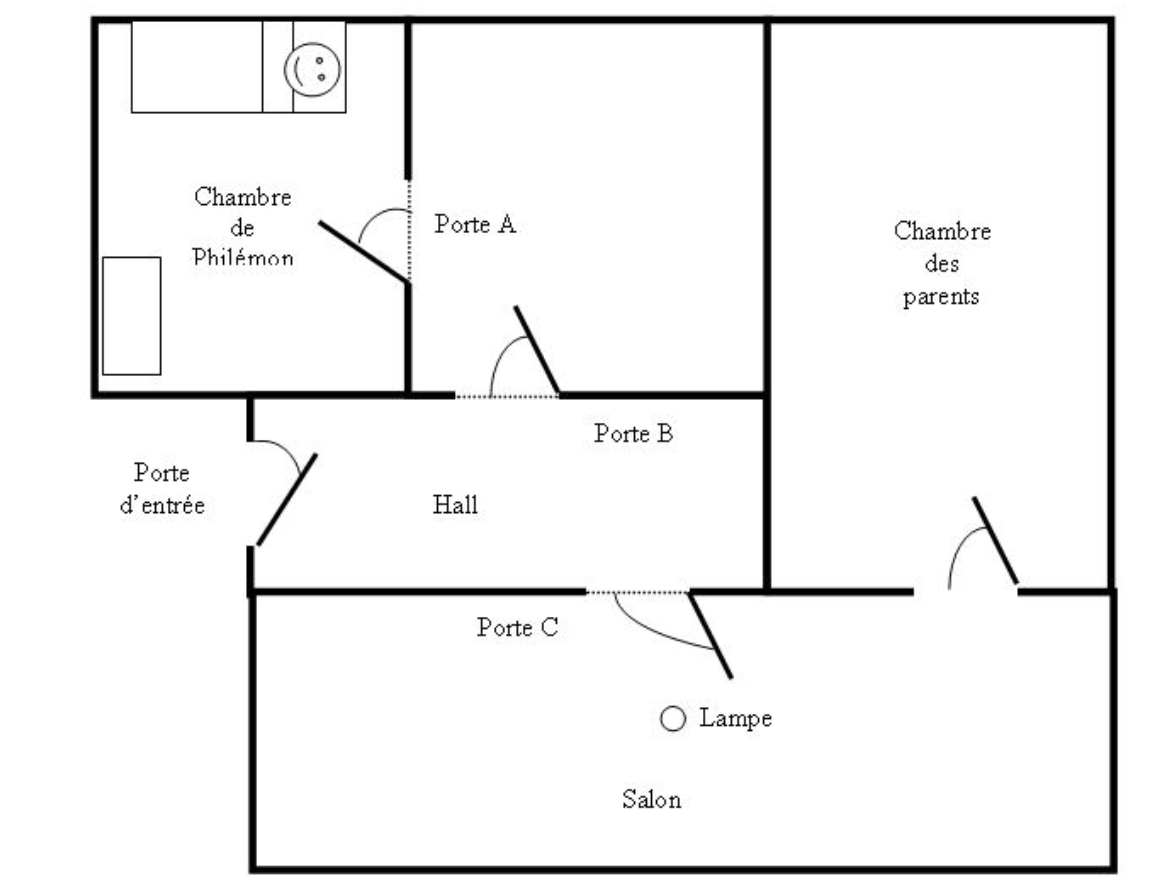 Chambre
de
Philémon
Porte A
Chambre
des
parents
Porte B
Porte
d'entrée
Hall
Porte C
Lampe
Salon